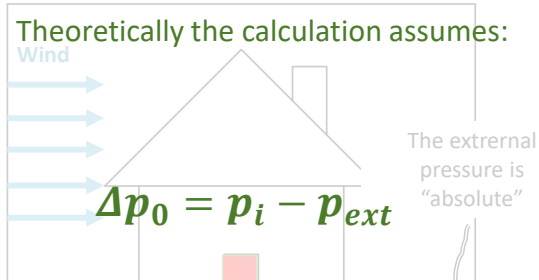 Theoretically the calculation assumes:
Wind
The extrernal
pressure is
“absolute”
Δp₀ = pᵢ − pₑₓₜ